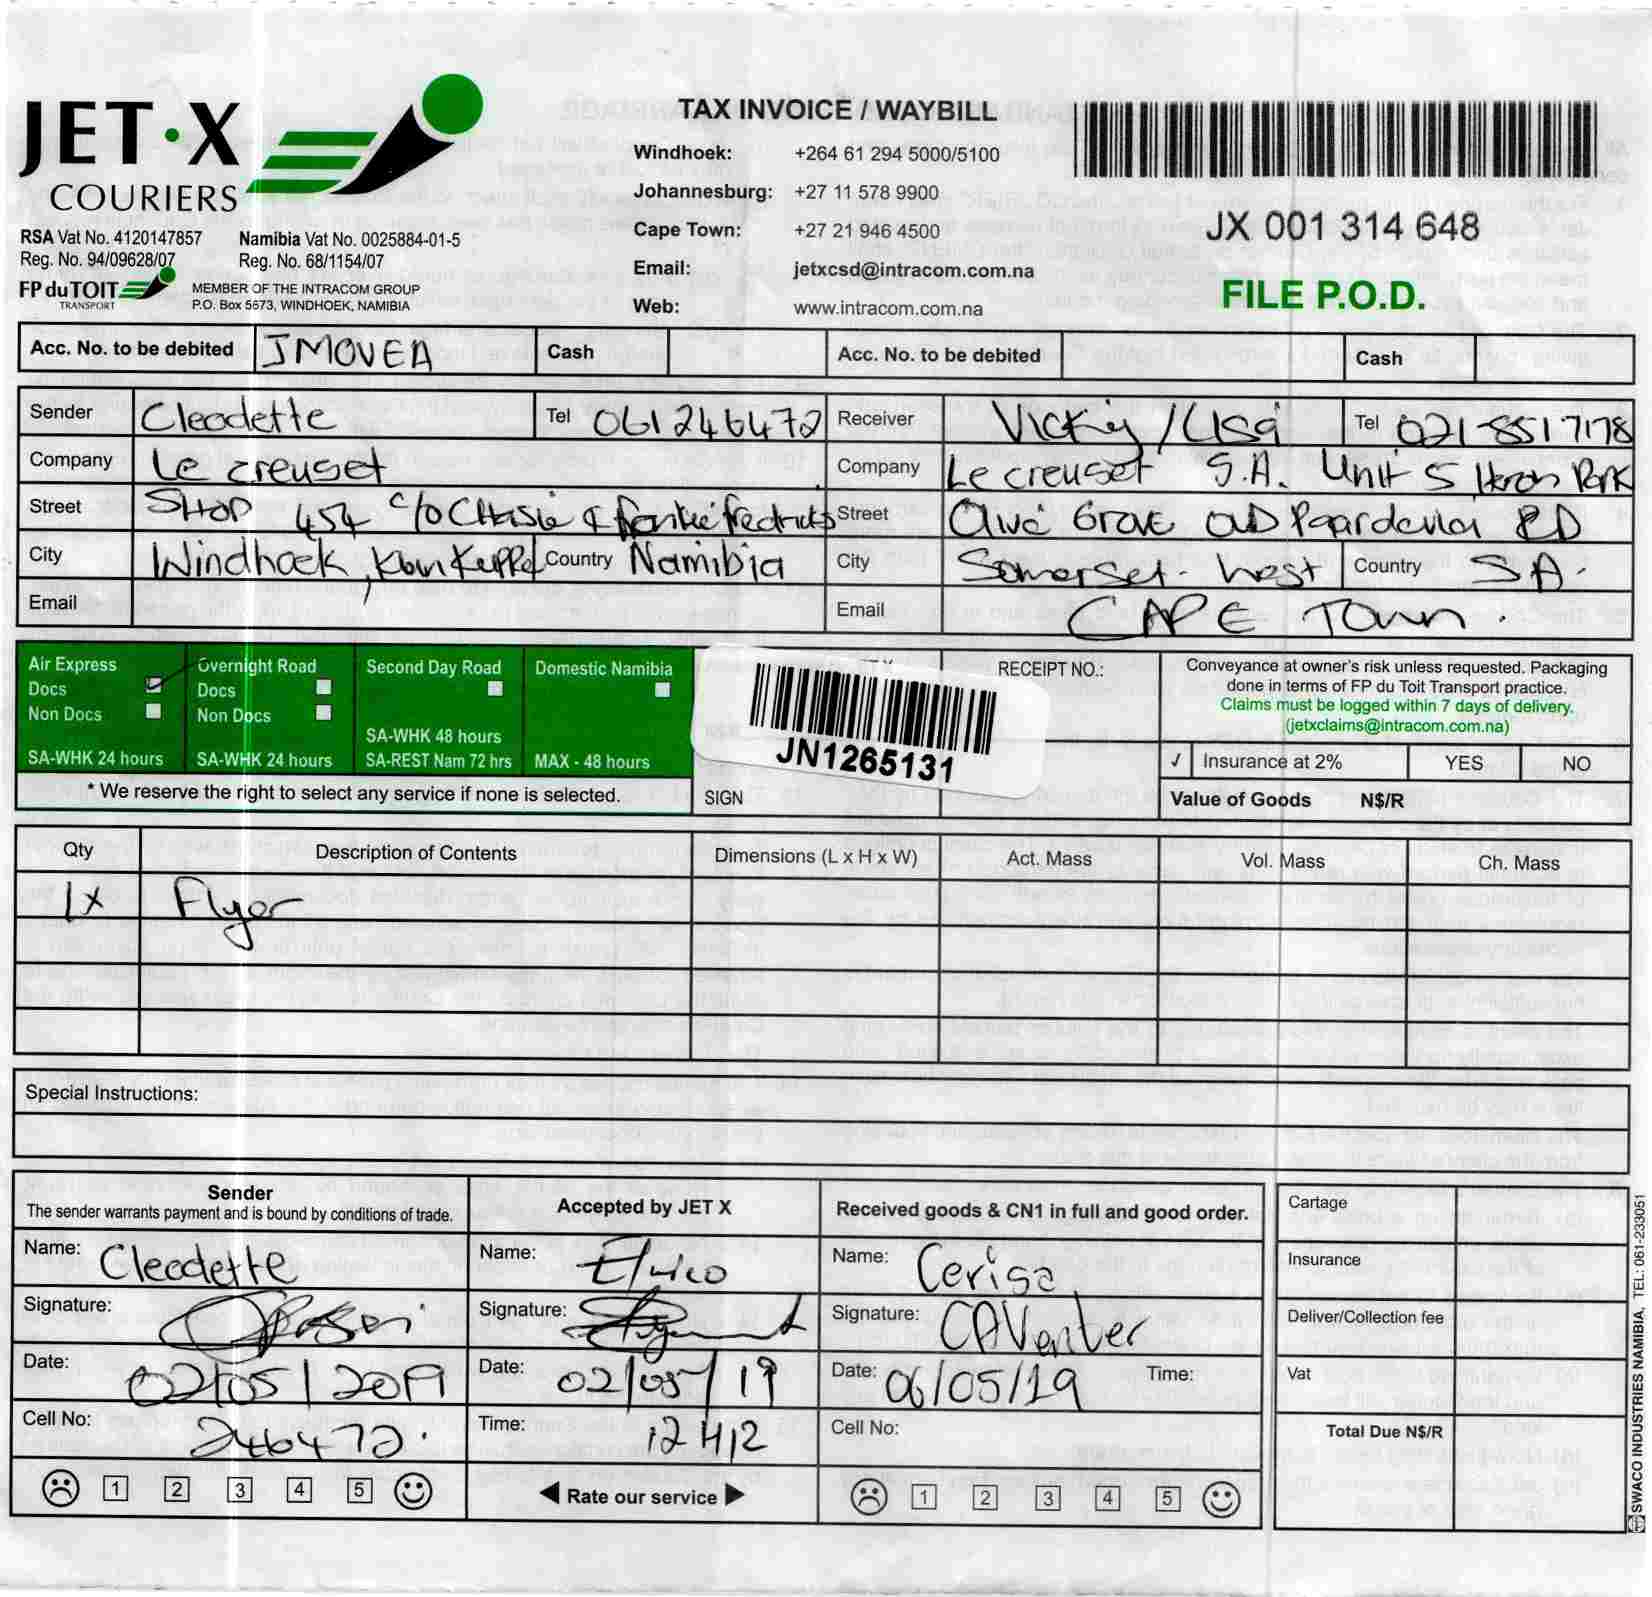 JET·X
COURIERS
RSA Vat No. 4120147857
Reg. No. 94/09628/07
Namibia Vat No. 0025884-01-5
Reg. No. 68/1154/07
FP du TOIT
TRANSPORT
MEMBER OF THE INTRACOM GROUP
P.O. Box 5673, WINDHOEK, NAMIBIA
TAX INVOICE / WAYBILL
Windhoek: +264 61 294 5000/5100
Johannesburg: +27 11 578 9900
Cape Town: +27 21 946 4500
Email: jetxcsd@intracom.com.na
Web: www.intracom.com.na
JX 001 314 648
FILE P.O.D.
Acc. No. to be debited JMOVEA Cash Acc. No. to be debited Cash
Sender Cleodette Tel 061246472 Receiver Vicky/Lisa Tel 021-8517178
Company Le creuset Company Le creuset S.A. Unit 5 Heron Park
Street SHOP 454 c/o Street Olive Grove OLD RD
City Windhoek, Country Namibia City Somerset west Country SA.
Email Email CAPE Town.
Air Express
Docs
Non Docs
SA-WHK 24 hours
Overnight Road
Docs
Non Docs
SA-WHK 24 hours
Second Day Road
SA-WHK 48 hours
SA-REST Nam 72 hrs
Domestic Namibia
MAX - 48 hours
* We reserve the right to select any service if none is selected.
JN1265131
SIGN
RECEIPT NO.:
Conveyance at owner's risk unless requested. Packaging
done in terms of FP du Toit Transport practice.
Claims must be logged within 7 days of delivery.
(jetxclaims@intracom.com.na)
✓ Insurance at 2% YES NO
Value of Goods N$/R
Qty Description of Contents Dimensions (L x H x W) Act. Mass Vol. Mass Ch. Mass
1x Flyer
Special Instructions:
Sender
The sender warrants payment and is bound by conditions of trade.
Name: Cleodette
Signature:
Date: 02/05/2019
Cell No: 246472.
1 2 3 4 5
Accepted by JET X
Name: Elrico
Signature:
Date: 02/05/19
Time: 12H12
Rate our service
Received goods & CN1 in full and good order.
Name: Cerisa
Signature: CAVenter
Date: 06/05/19 Time:
Cell No:
1 2 3 4 5
Cartage
Insurance
Deliver/Collection fee
Vat
Total Due N$/R
SWACO INDUSTRIES NAMIBIA TEL: 061-233051